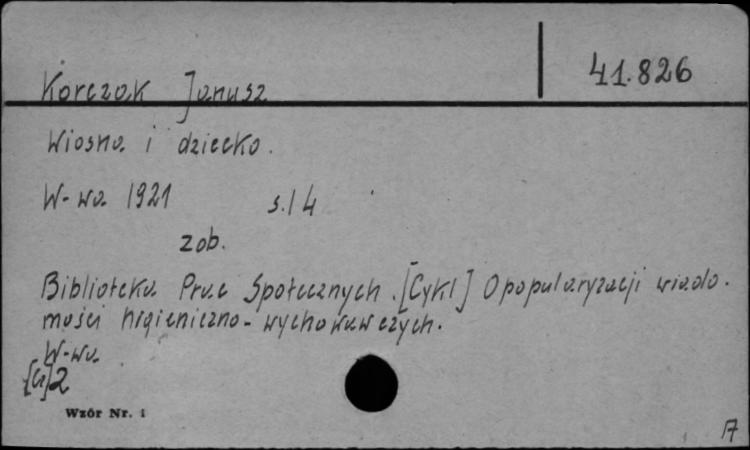 41.826
Korczak Janusz
Wiosna i dziecko.
W-wa 1921 s.14
zob.
Biblioteka Prac Społecznych. [Cykl] O popularyzacji wiado-
mości higieniczno-wychowawczych.
W-wa
[Cz]2
Wzór Nr. 1